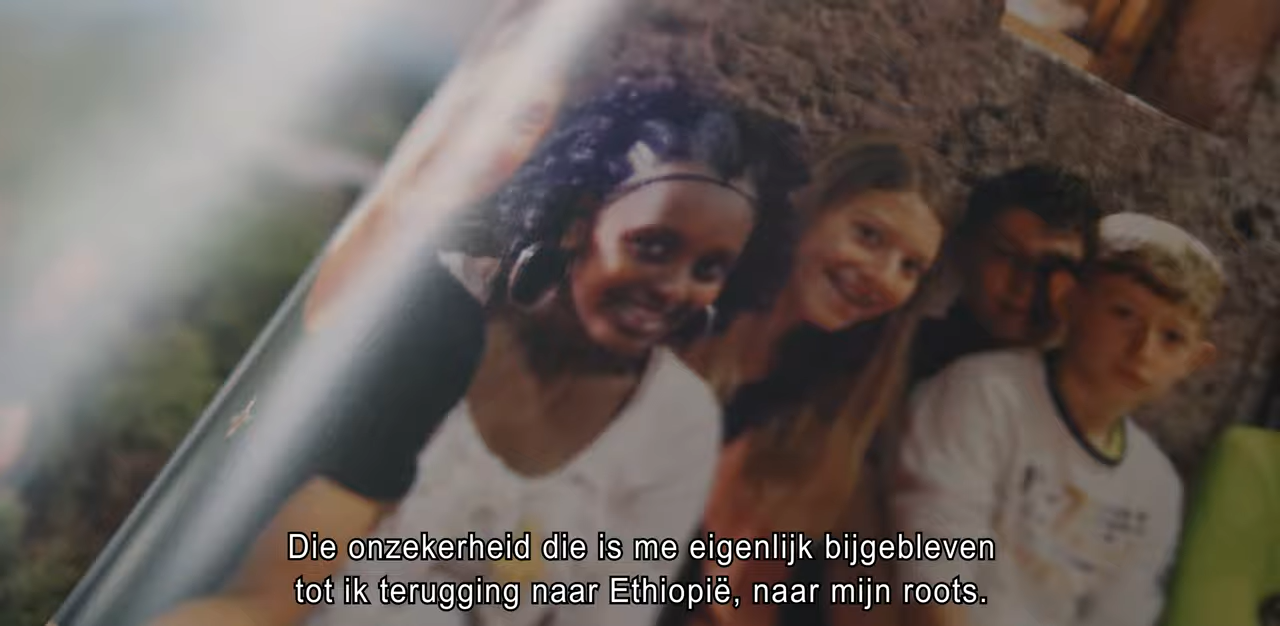 Die onzekerheid die is me eigenlijk bijgebleven
tot ik terugging naar Ethiopië, naar mijn roots.